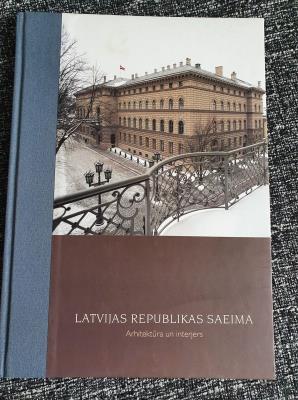 LATVIJAS REPUBLIKAS SAEIMA
Arhitektūra un interjers